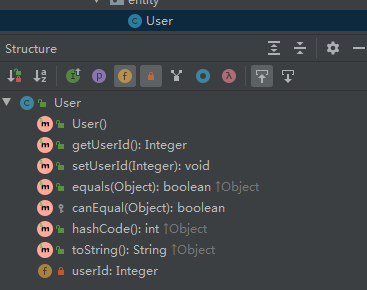 entity
User
Structure
User
User()
getUserId(): Integer
setUserId(Integer): void
equals(Object): boolean ↑Object
canEqual(Object): boolean
hashCode(): int ↑Object
toString(): String ↑Object
userId: Integer